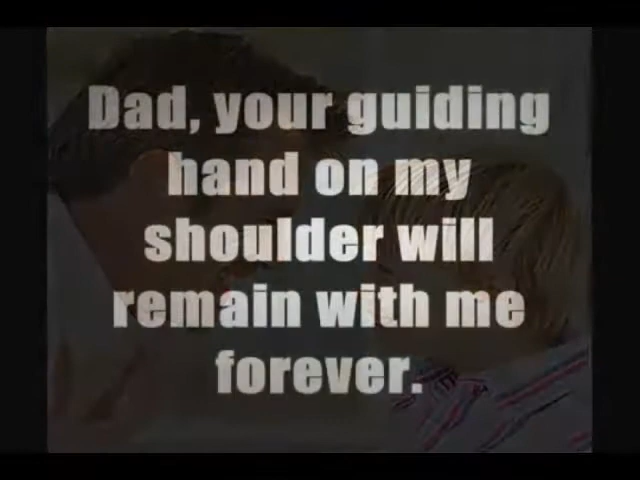 Dad, your guiding
hand on my
shoulder will
remain with me
forever.